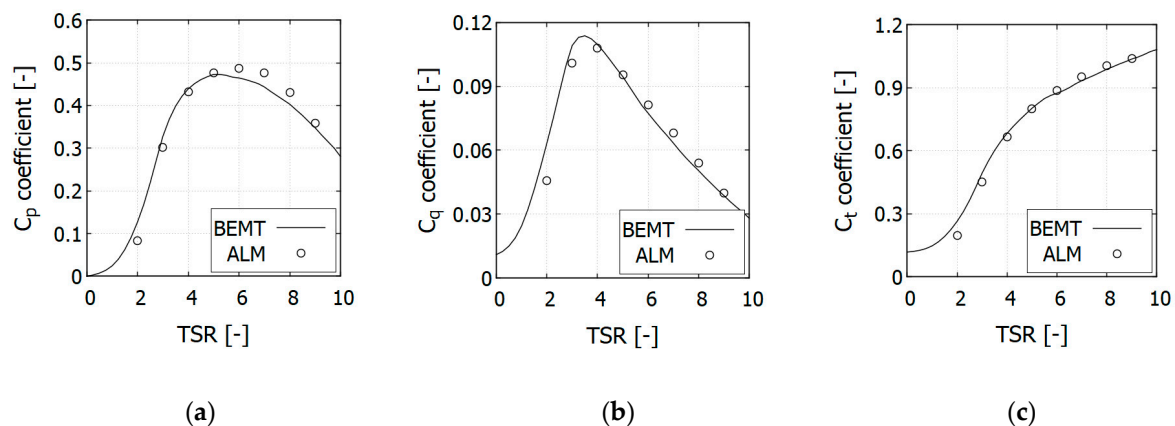 C_p coefficient [-]
0.6
0.5
0.4
0.3
0.2
0.1
0
BEMT
ALM
0 2 4 6 8 10
TSR [-]
(a)
C_q coefficient [-]
0.12
0.09
0.06
0.03
0
BEMT
ALM
0 2 4 6 8 10
TSR [-]
(b)
C_t coefficient [-]
1.2
0.9
0.6
0.3
0
BEMT
ALM
0 2 4 6 8 10
TSR [-]
(c)